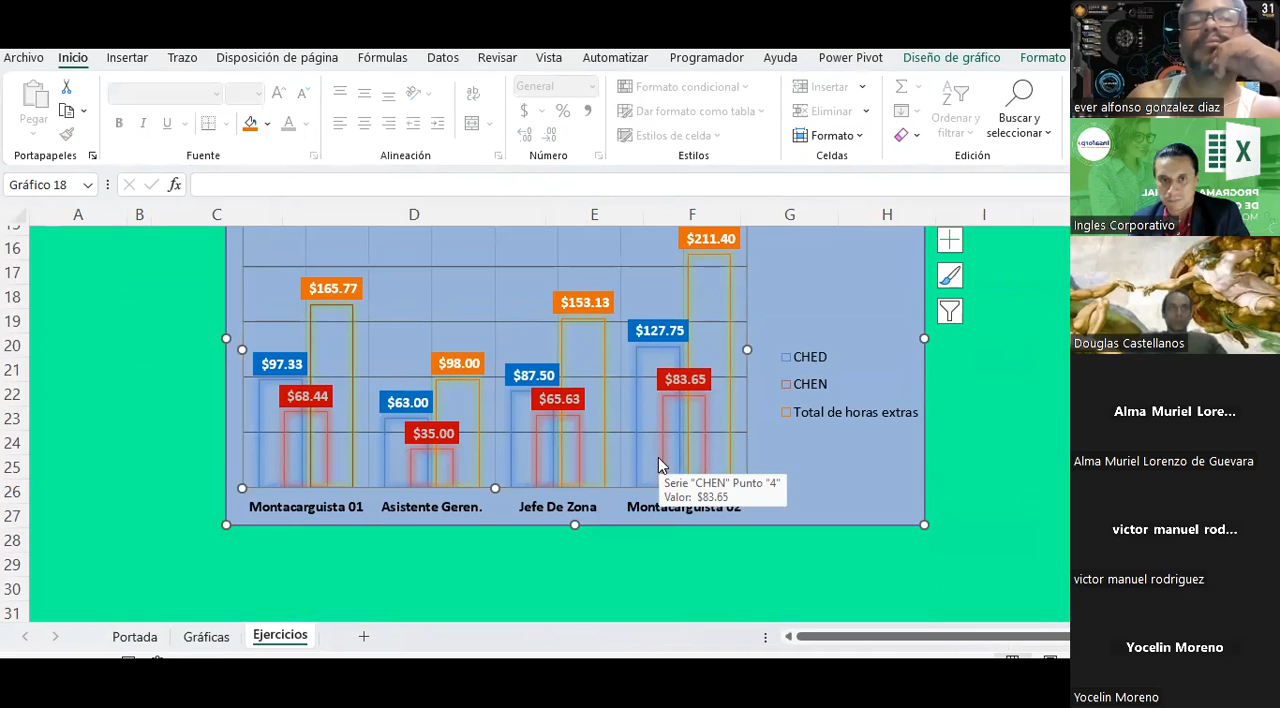 Archivo Inicio Insertar Trazo Disposición de página Fórmulas Datos Revisar Vista Automatizar Programador Ayuda Power Pivot Diseño de gráfico Formato
Pegar
General
Formato condicional
Dar formato como tabla
Estilos de celda
Insertar
Eliminar
Formato
Ordenar y filtrar
Buscar y seleccionar
Portapapeles Fuente Alineación Número Estilos Celdas Edición
Gráfico 18
A B C D E F G H I
16
17
18
19
20
21
22
23
24
25
26
27
28
29
30
31
$211.40
$165.77
$153.13
$127.75
$97.33
$98.00
$87.50
$83.65
$68.44
$63.00
$65.63
$35.00
CHED
CHEN
Total de horas extras
Serie "CHEN" Punto "4"
Valor: $83.65
Montacarguista 01 Asistente Geren. Jefe De Zona Montacarguista 02
Portada Gráficas Ejercicios
31
ever alfonso gonzalez diaz
Insaforp
X
PROGRAMA
Ingles Corporativo
Douglas Castellanos
Alma Muriel Lore...
Alma Muriel Lorenzo de Guevara
victor manuel rod...
victor manuel rodriguez
Yocelin Moreno
Yocelin Moreno